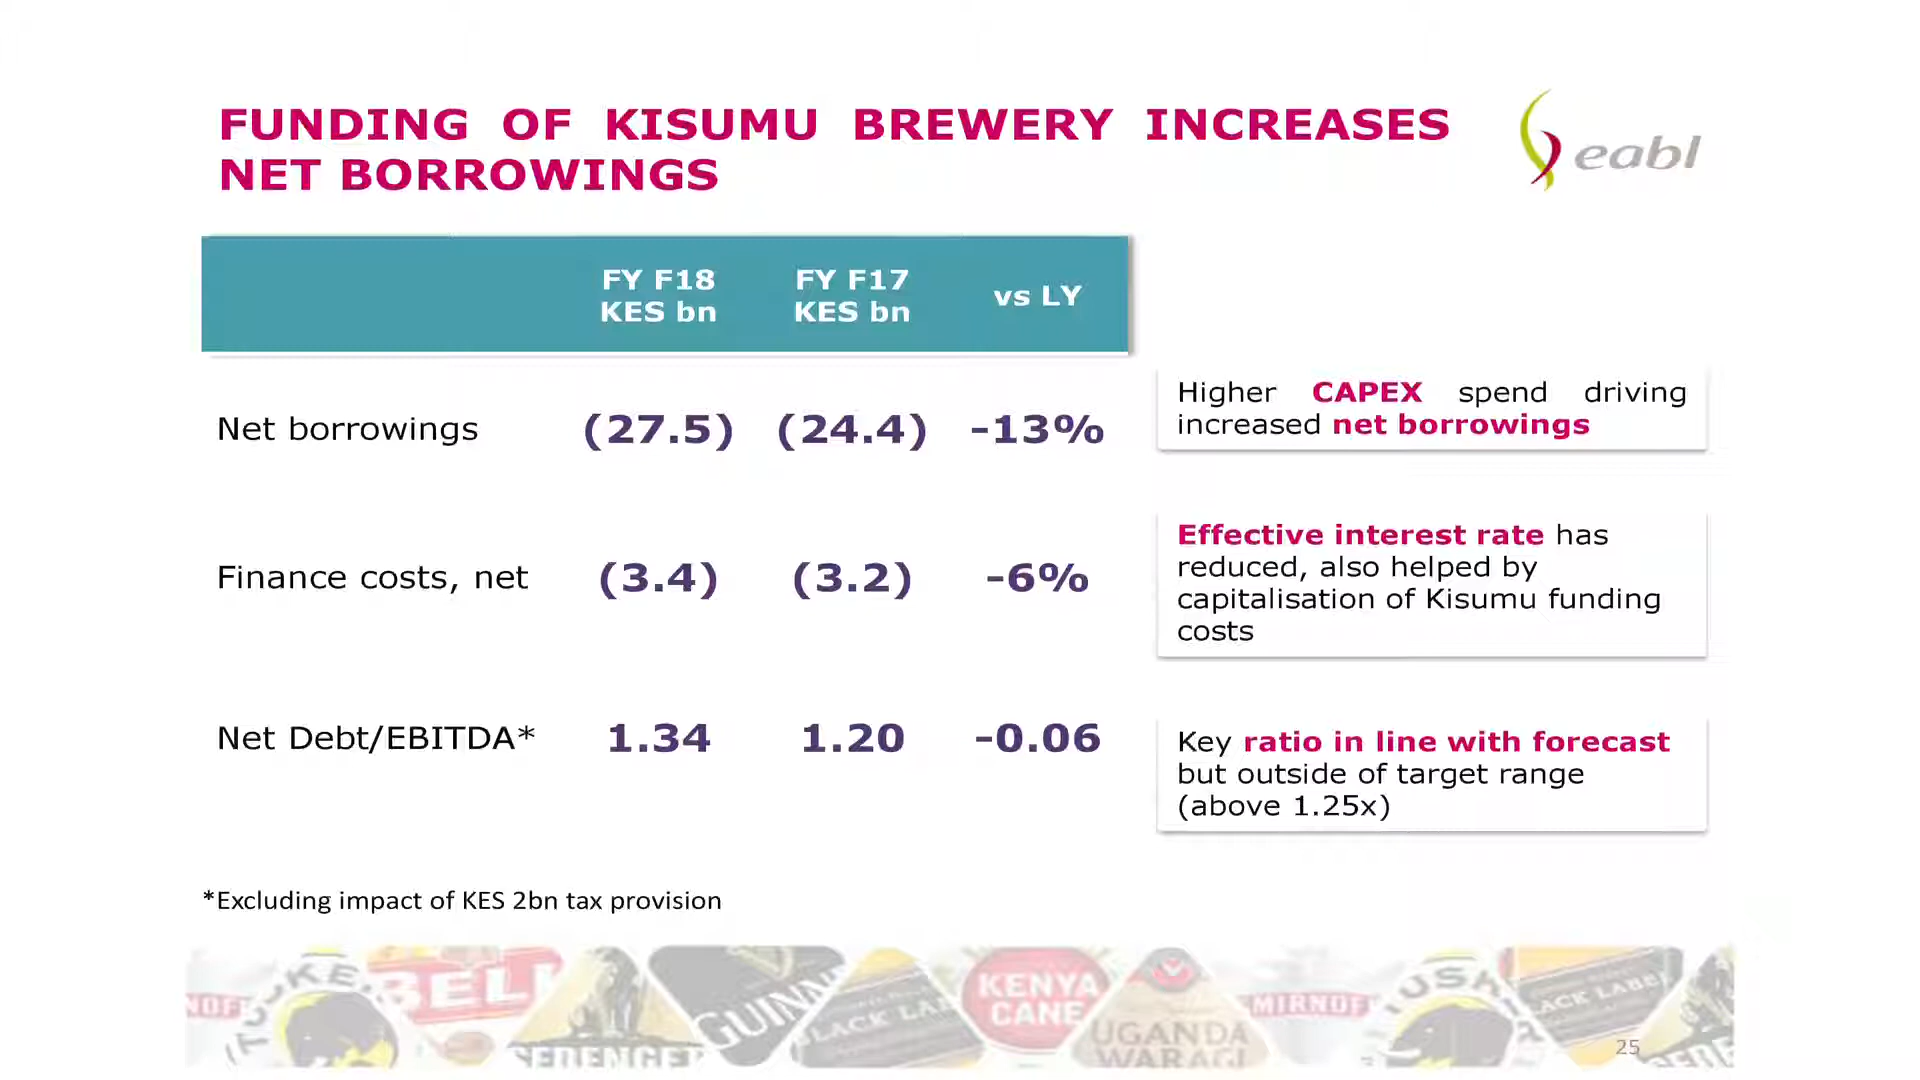 FUNDING OF KISUMU BREWERY INCREASES
NET BORROWINGS
eabl
FY F18
KES bn
FY F17
KES bn
vs LY
Net borrowings (27.5) (24.4) -13%
Higher CAPEX spend driving
increased net borrowings
Finance costs, net (3.4) (3.2) -6%
Effective interest rate has
reduced, also helped by
capitalisation of Kisumu funding
costs
Net Debt/EBITDA* 1.34 1.20 -0.06
Key ratio in line with forecast
but outside of target range
(above 1.25x)
*Excluding impact of KES 2bn tax provision
BELL
KENYA
CANE
UGANDA
WARAGI
MIRNOF
25